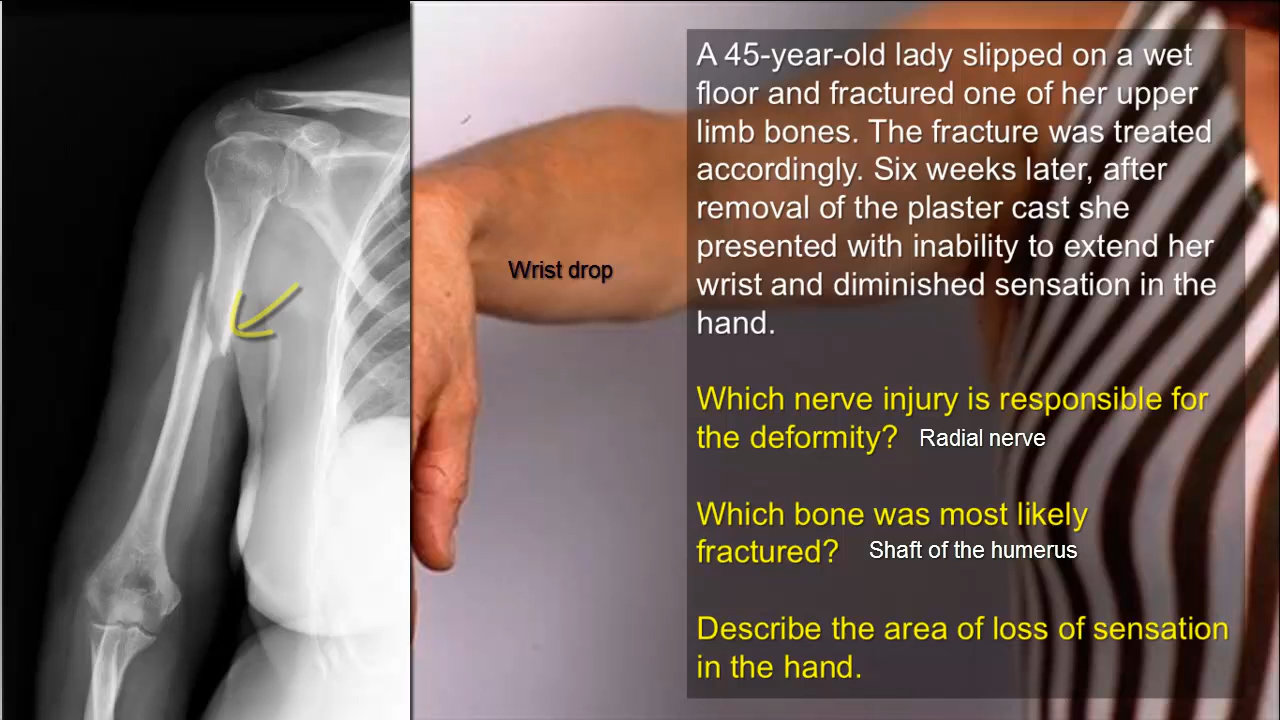 A 45-year-old lady slipped on a wet
floor and fractured one of her upper
limb bones. The fracture was treated
accordingly. Six weeks later, after
removal of the plaster cast she
presented with inability to extend her
wrist and diminished sensation in the
hand.
Wrist drop
Which nerve injury is responsible for
the deformity? Radial nerve
Which bone was most likely
fractured? Shaft of the humerus
Describe the area of loss of sensation
in the hand.